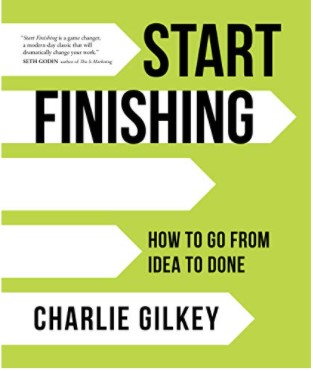 "Start Finishing is a game changer,
a modern day classic that will
dramatically change your work."
SETH GODIN author of This Is Marketing
START
FINISHING
HOW TO GO FROM
IDEA TO DONE
CHARLIE GILKEY